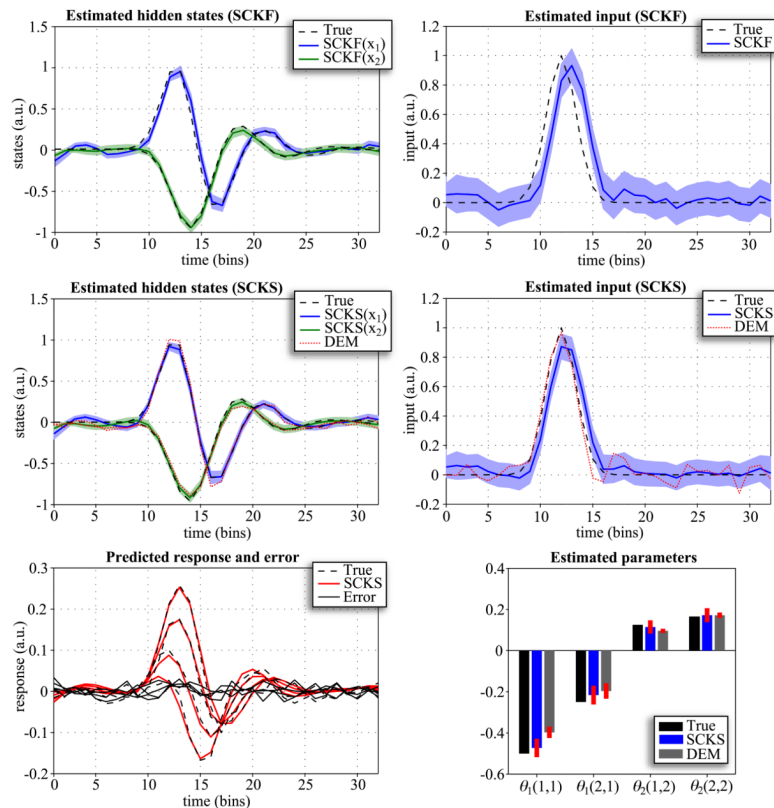 Estimated hidden states (SCKF)
1.5
1
0.5
0
-0.5
-1
states (a.u.)
True
SCKF(x₁)
SCKF(x₂)
0 5 10 15 20 25 30
time (bins)
Estimated input (SCKF)
1.2
1
0.8
0.6
0.4
0.2
0
-0.2
input (a.u.)
True
SCKF
0 5 10 15 20 25 30
time (bins)
Estimated hidden states (SCKS)
1.5
1
0.5
0
-0.5
-1
states (a.u.)
True
SCKS(x₁)
SCKS(x₂)
DEM
0 5 10 15 20 25 30
time (bins)
Estimated input (SCKS)
1.2
1
0.8
0.6
0.4
0.2
0
-0.2
input (a.u.)
True
SCKS
DEM
0 5 10 15 20 25 30
time (bins)
Predicted response and error
0.3
0.2
0.1
0
-0.1
0.2
response (a.u.)
True
SCKS
Error
0 5 10 15 20 25 30
time (bins)
Estimated parameters
0.4
0.2
0
-0.2
-0.4
-0.6
True
SCKS
DEM
θ₁(1,1) θ₁(2,1) θ₂(1,2) θ₂(2,2)